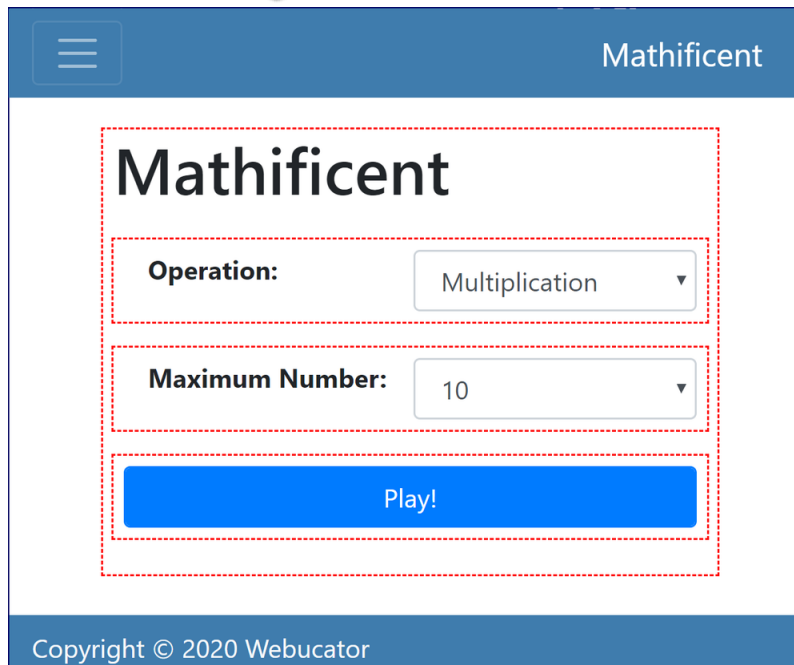 Mathificent
Mathificent
Operation:
Multiplication
Maximum Number:
10
Play!
Copyright © 2020 Webucator